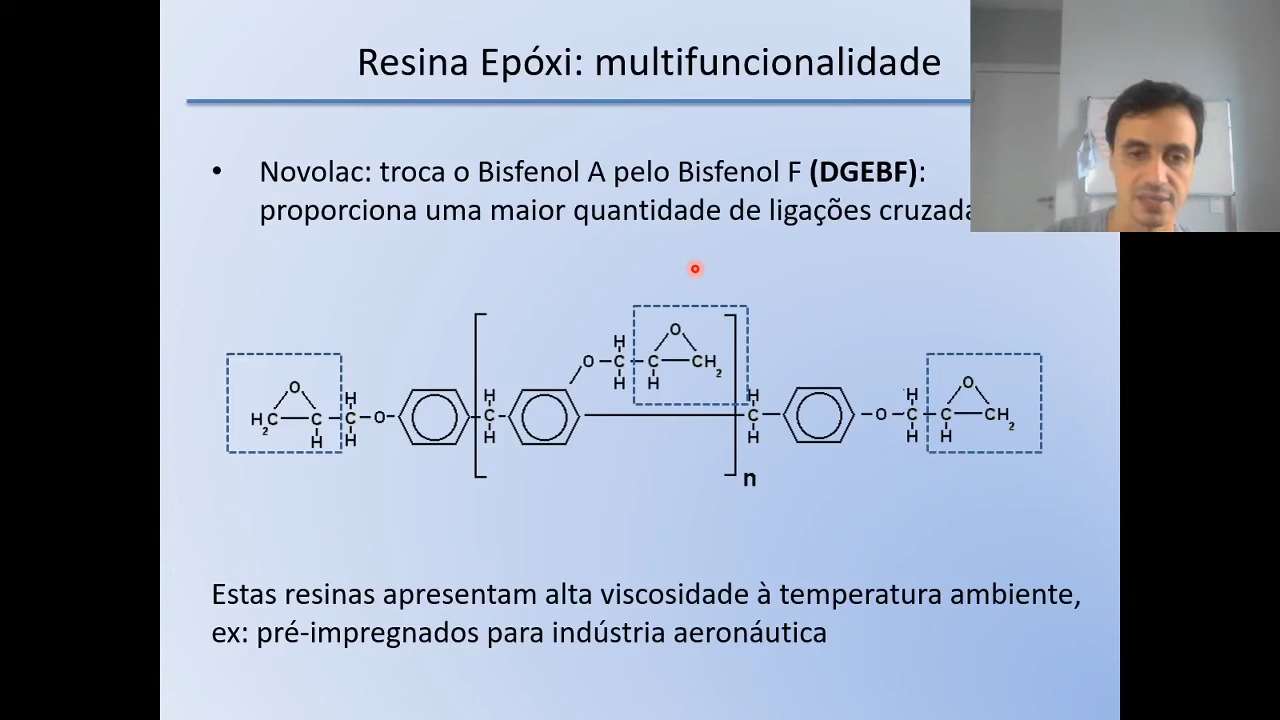 Resina Epóxi: multifuncionalidade
• Novolac: troca o Bisfenol A pelo Bisfenol F (DGEBF):
proporciona uma maior quantidade de ligações
O
H H
O C C CH2
H H
O H H H H O
H2C C C O C C C O C C CH2
H H H H H H
n
Estas resinas apresentam alta viscosidade à temperatura ambiente,
ex: pré-impregnados para indústria aeronáutica